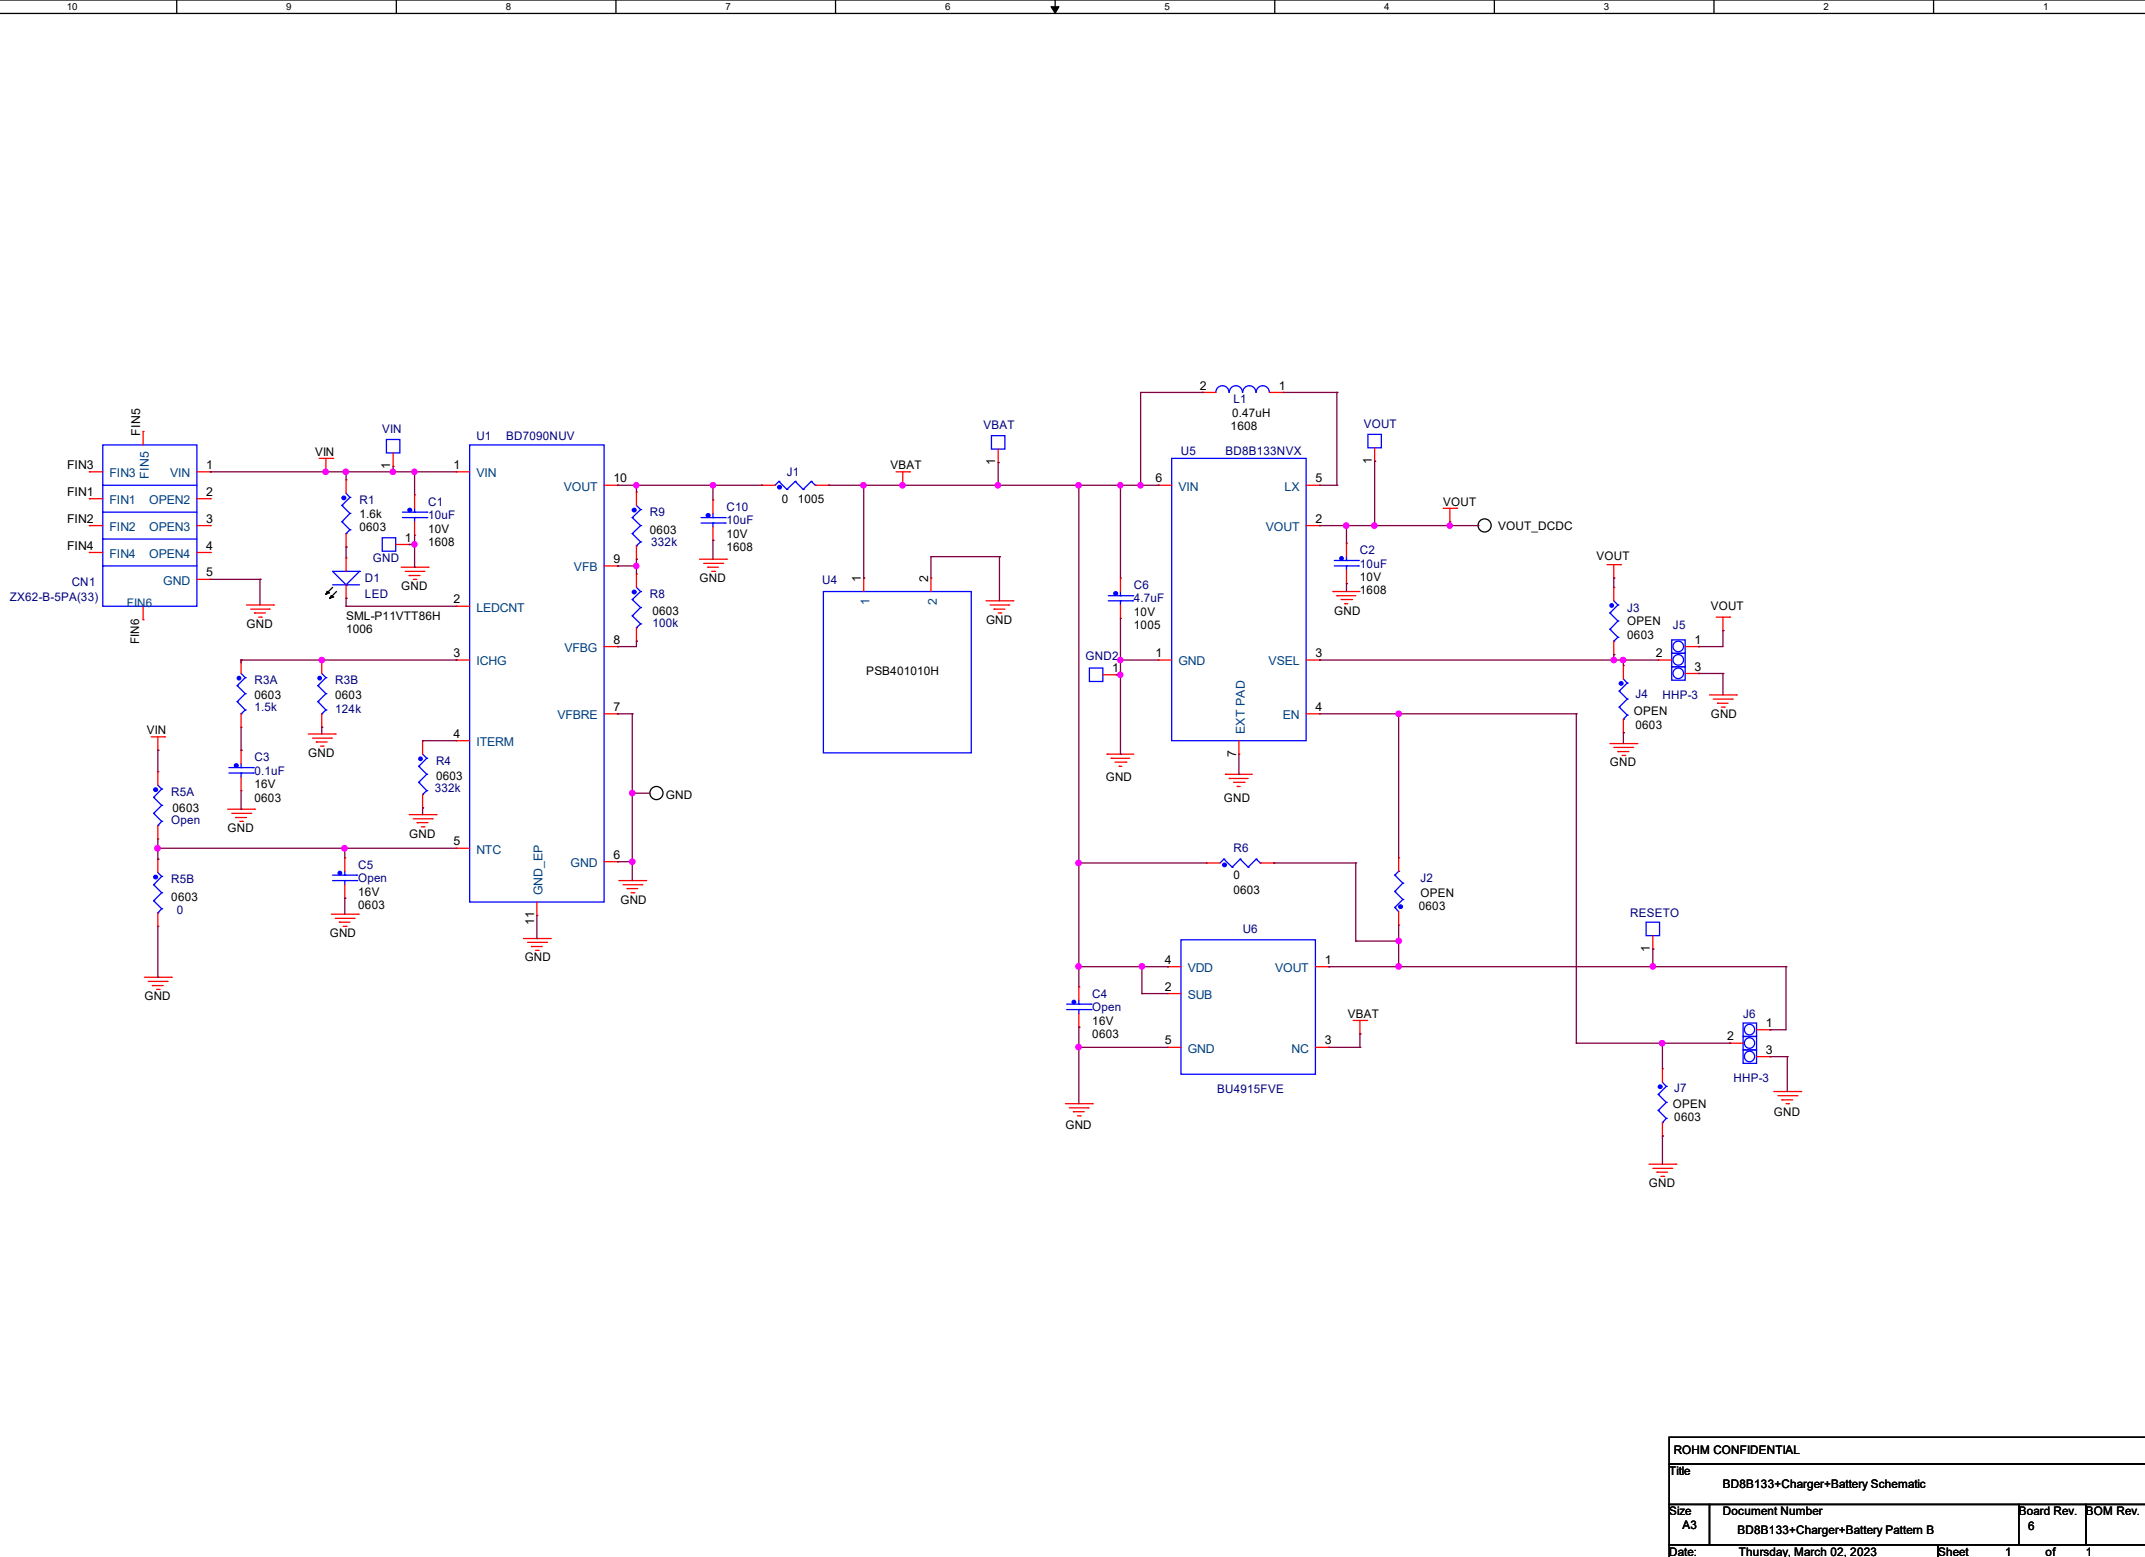 10 9 8 7 6 5 4 3 2 1
FIN5
FIN3 FIN3 FIN5 VIN 1
FIN1 FIN1 OPEN2 2
FIN2 FIN2 OPEN3 3
FIN4 FIN4 OPEN4 4
CN1 GND 5
ZX62-B-5PA(33) FIN6
FIN6
GND
VIN
VIN
1
R1
1.6k
0603
C1
10uF
10V
1608
1
GND
GND
D1
LED
SML-P11VTT86H
1006
U1 BD7090NUV
1 VIN
2 LEDCNT
3 ICHG
4 ITERM
5 NTC
VOUT 10
VFB 9
VFBG 8
VFBRE 7
GND 6
GND_EP
11
GND
R3A
0603
1.5k
R3B
0603
124k
GND
C3
0.1uF
16V
0603
GND
R4
0603
332k
GND
VIN
R5A
0603
Open
R5B
0603
0
GND
C5
Open
16V
0603
GND
R9
0603
332k
R8
0603
100k
GND
GND
C10
10uF
10V
1608
GND
J1
0 1005
VBAT
VBAT
1
U4
1 2
1 2
PSB401010H
GND
2 1
L1
0.47uH
1608
U5 BD8B133NVX
6 VIN
1 GND
LX 5
VOUT 2
VSEL 3
EN 4
EXT PAD
7
GND
C6
4.7uF
10V
1005
GND2
1
GND
VOUT
1
VOUT
VOUT_DCDC
C2
10uF
10V
1608
GND
VOUT
J3
OPEN
0603
J5
VOUT
1
2
3
HHP-3
GND
J4
OPEN
0603
GND
R6
0
0603
J2
OPEN
0603
U6
4 VDD
2 SUB
5 GND
VOUT 1
NC 3
BU4915FVE
VBAT
C4
Open
16V
0603
GND
RESETO
1
J6
1
2
3
HHP-3
GND
J7
OPEN
0603
GND
ROHM CONFIDENTIAL
Title
BD8B133+Charger+Battery Schematic
Size Document Number Board Rev. BOM Rev.
A3 BD8B133+Charger+Battery Pattern B 6
Date: Thursday, March 02, 2023 Sheet 1 of 1